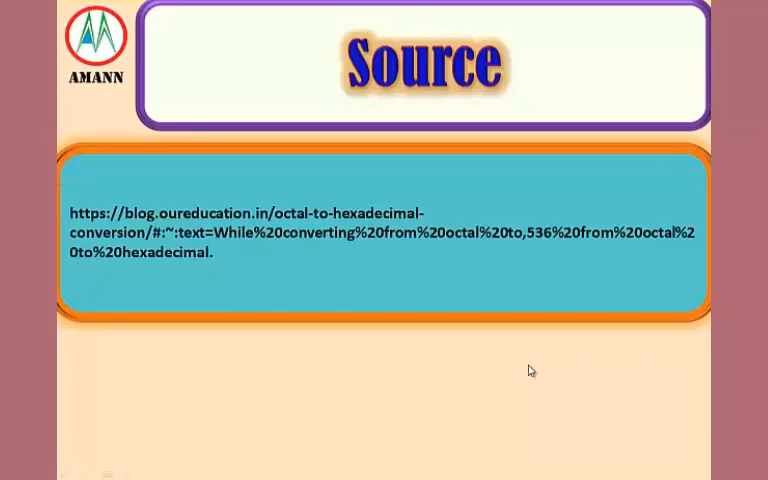 AMANN
Source
https://blog.oureducation.in/octal-to-hexadecimal-
conversion/#:~:text=While%20converting%20from%20octal%20to,536%20from%20octal%2
0to%20hexadecimal.